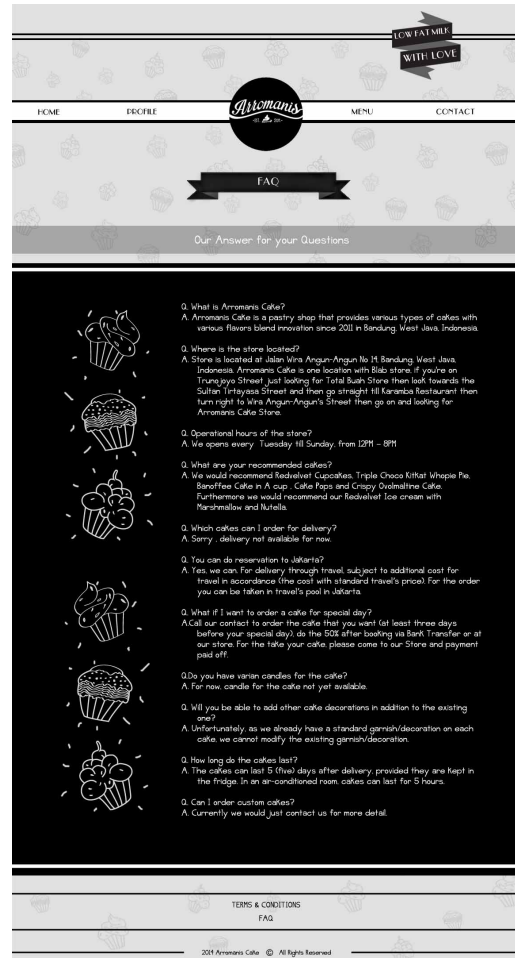 LOW FAT MILK
WITH LOVE
HOME
PROFILE
Arromanis
MENU
CONTACT
FAQ
Our Answer for your Questions
Q. What is Arromanis Cake?
A. Arromanis Cake is a pastry shop that provides various types of cakes with
various flavors blend innovation since 2011 in Bandung, West Java, Indonesia.
Q. Where is the store located?
A. Store is located at Jalan Wira Angun-Angun No 14, Bandung, West Java,
Indonesia. Arromanis Cake is one location with Blab store, if you're on
Trunojoyo Street just looking for Total Buah Store then look towards the
Sultan Tirtayasa Street and then go straight till Karamba Restaurant then
turn right to Wira Angun-Angun's Street then go on and looking for
Arromanis Cake Store.
Q. Operational hours of the store?
A. We opens every Tuesday till Sunday, from 12PM - 8PM
Q. What are your recommended cakes?
A. We would recommend Redvelvet Cupcakes, Triple Choco Kitkat Whopie Pie,
Banoffee Cake in A cup , Cake Pops and Crispy Ovolmaltine Cake,
Furthermore we would recommend our Redvelvet Ice cream with
Marshmallow and Nutella.
Q. Which cakes can I order for delivery?
A. Sorry , delivery not available for now.
Q. You can do reservation to Jakarta?
A. Yes, we can. For delivery through travel, subject to additional cost for
travel in accordance (the cost with standard travel's price). For the order
you can be taken in travel's pool in Jakarta.
Q. What if I want to order a cake for special day?
A.Call our contact to order the cake that you want (at least three days
before your special day), do the 50% after booking via Bank Transfer or at
our store. For the take your cake, please come to our Store and payment
paid off.
Q.Do you have varian candles for the cake?
A. For now, candle for the cake not yet available.
Q. Will you be able to add other cake decorations in addition to the existing
one?
A. Unfortunately, as we already have a standard garnish/decoration on each
cake, we cannot modify the existing garnish/decoration.
Q. How long do the cakes last?
A. The cakes can last 5 (five) days after delivery, provided they are kept in
the fridge. In an air-conditioned room, cakes can last for 5 hours.
Q. Can I order custom cakes?
A. Currently we would just contact us for more detail.
TERMS & CONDITIONS
FAQ
2014 Arromanis Cake © All Rights Reserved